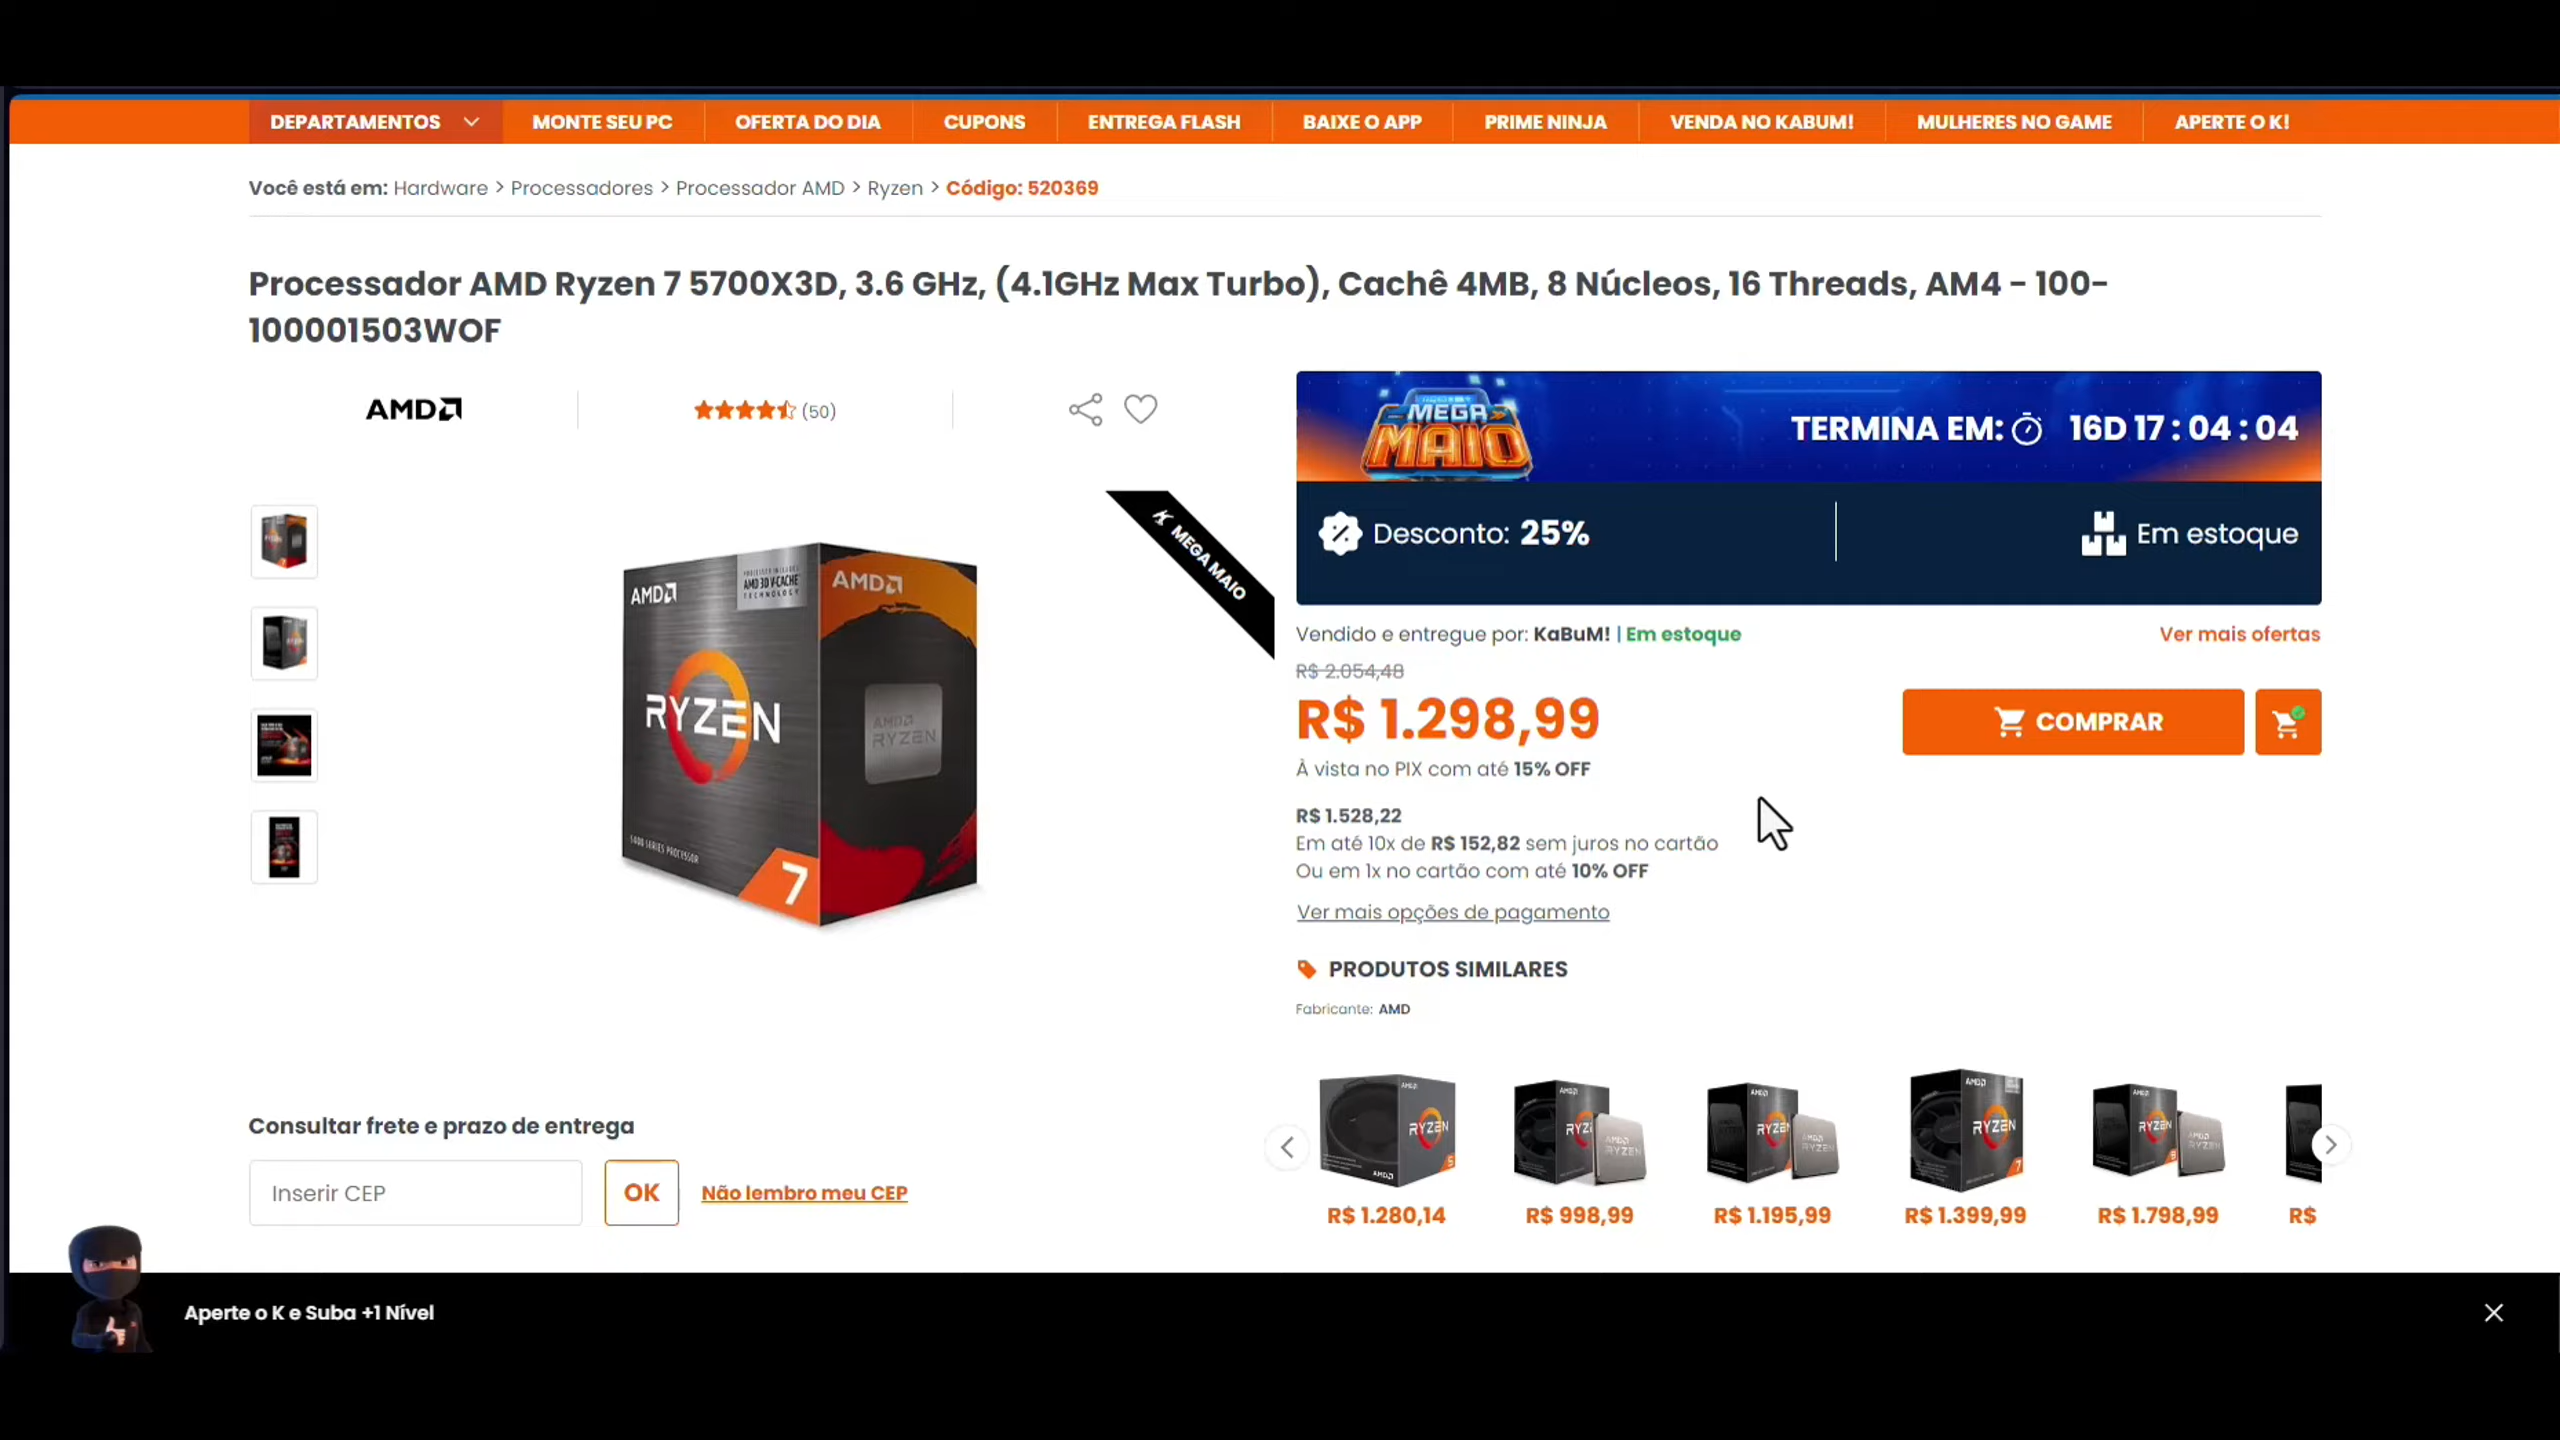 DEPARTAMENTOS
MONTE SEU PC
OFERTA DO DIA
CUPONS
ENTREGA FLASH
BAIXE O APP
PRIME NINJA
VENDA NO KABUM!
MULHERES NO GAME
APERTE O K!
Você está em: Hardware > Processadores > Processador AMD > Ryzen > Código: 520369
Processador AMD Ryzen 7 5700X3D, 3.6 GHz, (4.1GHz Max Turbo), Cachê 4MB, 8 Núcleos, 16 Threads, AM4 - 100-
100001503WOF
AMD
(50)
MEGA MAIO
AMD
PROCESSOR INCLUDES
AMD 3D V-CACHE
TECHNOLOGY
AMD
RYZEN
AMD
RYZEN
5000 SERIES PROCESSOR
7
MEGA
MAIO
TERMINA EM: 16D 17 : 04 : 04
Desconto: 25%
Em estoque
Vendido e entregue por: KaBuM! | Em estoque
Ver mais ofertas
R$ 2.054,48
R$ 1.298,99
COMPRAR
À vista no PIX com até 15% OFF
R$ 1.528,22
Em até 10x de R$ 152,82 sem juros no cartão
Ou em 1x no cartão com até 10% OFF
Ver mais opções de pagamento
PRODUTOS SIMILARES
Fabricante: AMD
R$ 1.280,14
R$ 998,99
R$ 1.195,99
R$ 1.399,99
R$ 1.798,99
R$
Consultar frete e prazo de entrega
Inserir CEP
OK
Não lembro meu CEP
Aperte o K e Suba +1 Nível